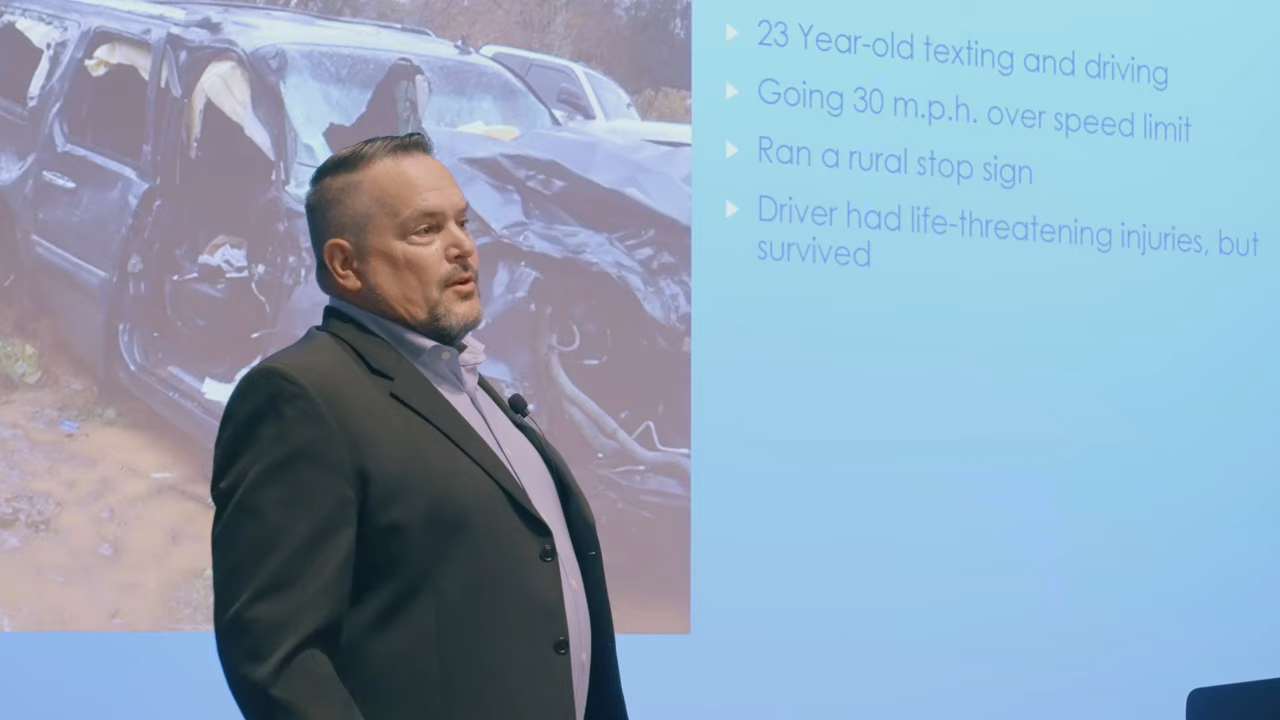 23 Year-old texting and driving
Going 30 m.p.h. over speed limit
Ran a rural stop sign
Driver had life-threatening injuries, but
survived